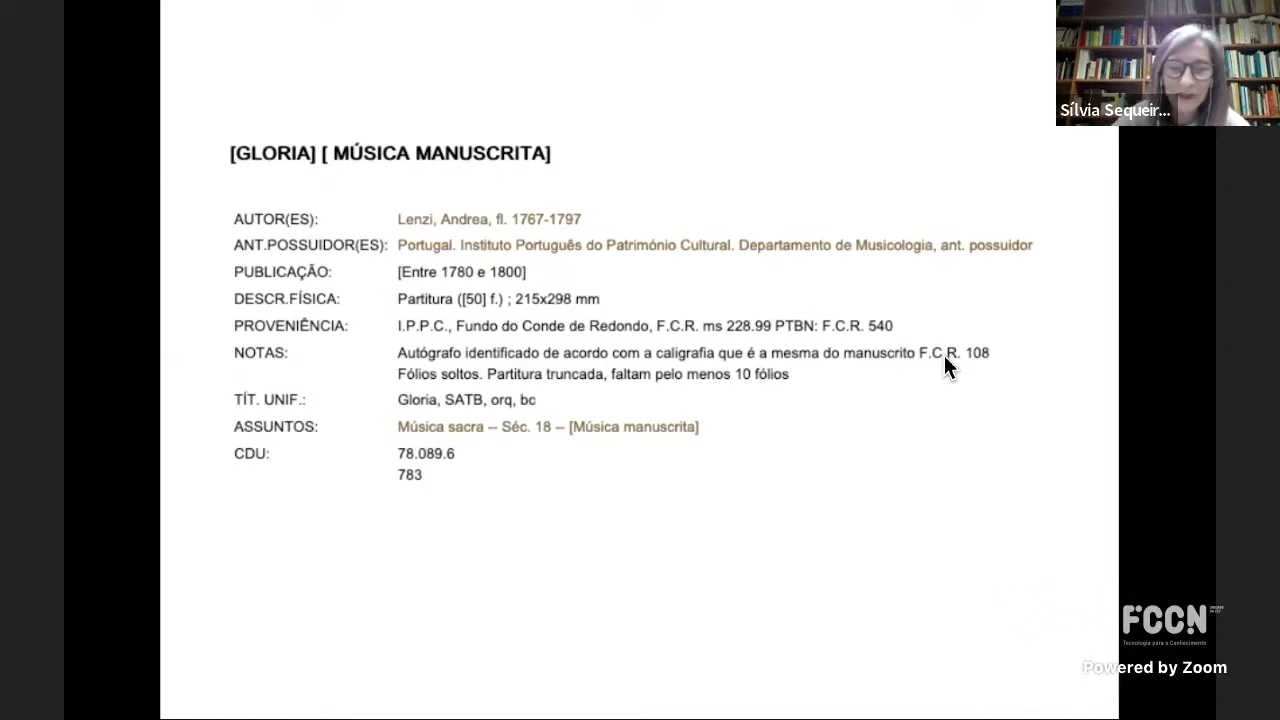 Sílvia Sequeir...
[GLORIA] [ MÚSICA MANUSCRITA]
AUTOR(ES): Lenzi, Andrea, fl. 1767-1797
ANT.POSSUIDOR(ES): Portugal. Instituto Português do Património Cultural. Departamento de Musicologia, ant. possuidor
PUBLICAÇÃO: [Entre 1780 e 1800]
DESCR.FÍSICA: Partitura ([50] f.) ; 215x298 mm
PROVENIÊNCIA: I.P.P.C., Fundo do Conde de Redondo, F.C.R. ms 228.99 PTBN: F.C.R. 540
NOTAS: Autógrafo identificado de acordo com a caligrafia que é a mesma do manuscrito F.C.R. 108
Fólios soltos. Partitura truncada, faltam pelo menos 10 fólios
TÍT. UNIF.: Gloria, SATB, orq, bc
ASSUNTOS: Música sacra -- Séc. 18 -- [Música manuscrita]
CDU: 78.089.6
783
FCCN
Tecnologia para o Conhecimento
Powered by Zoom